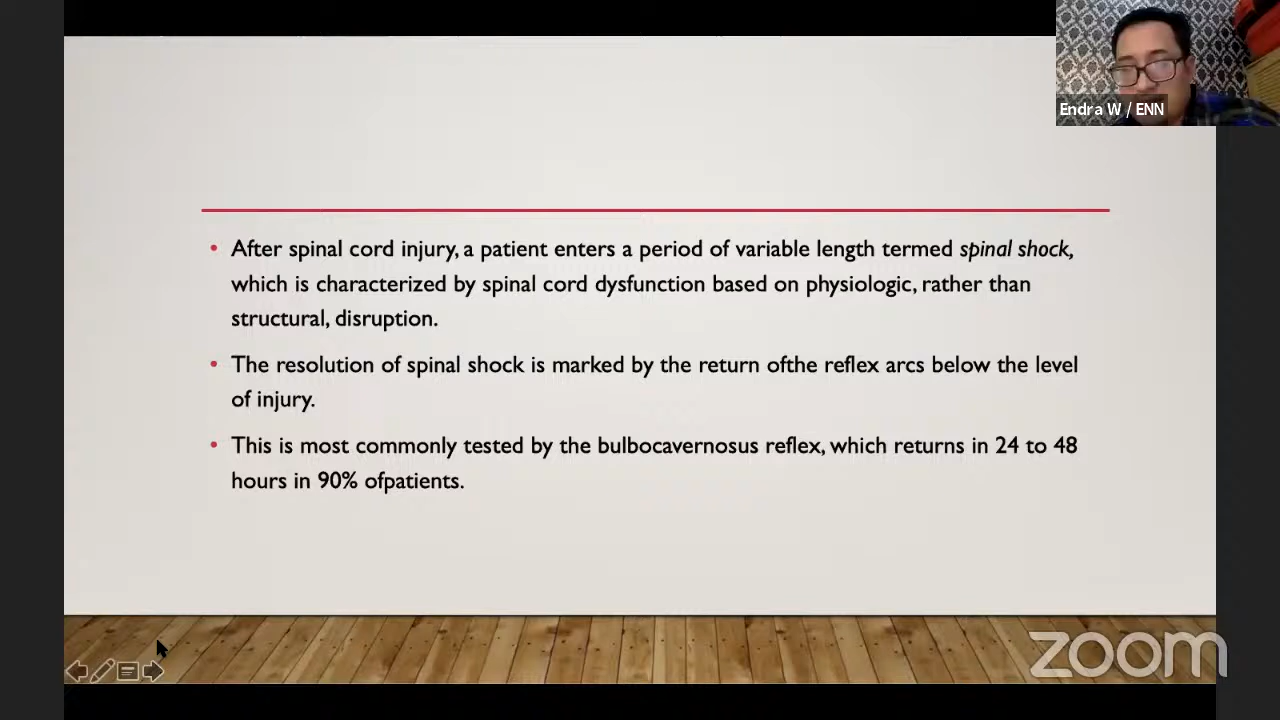 Endra W / ENN
• After spinal cord injury, a patient enters a period of variable length termed spinal shock,
which is characterized by spinal cord dysfunction based on physiologic, rather than
structural, disruption.
• The resolution of spinal shock is marked by the return ofthe reflex arcs below the level
of injury.
• This is most commonly tested by the bulbocavernosus reflex, which returns in 24 to 48
hours in 90% ofpatients.
zoom